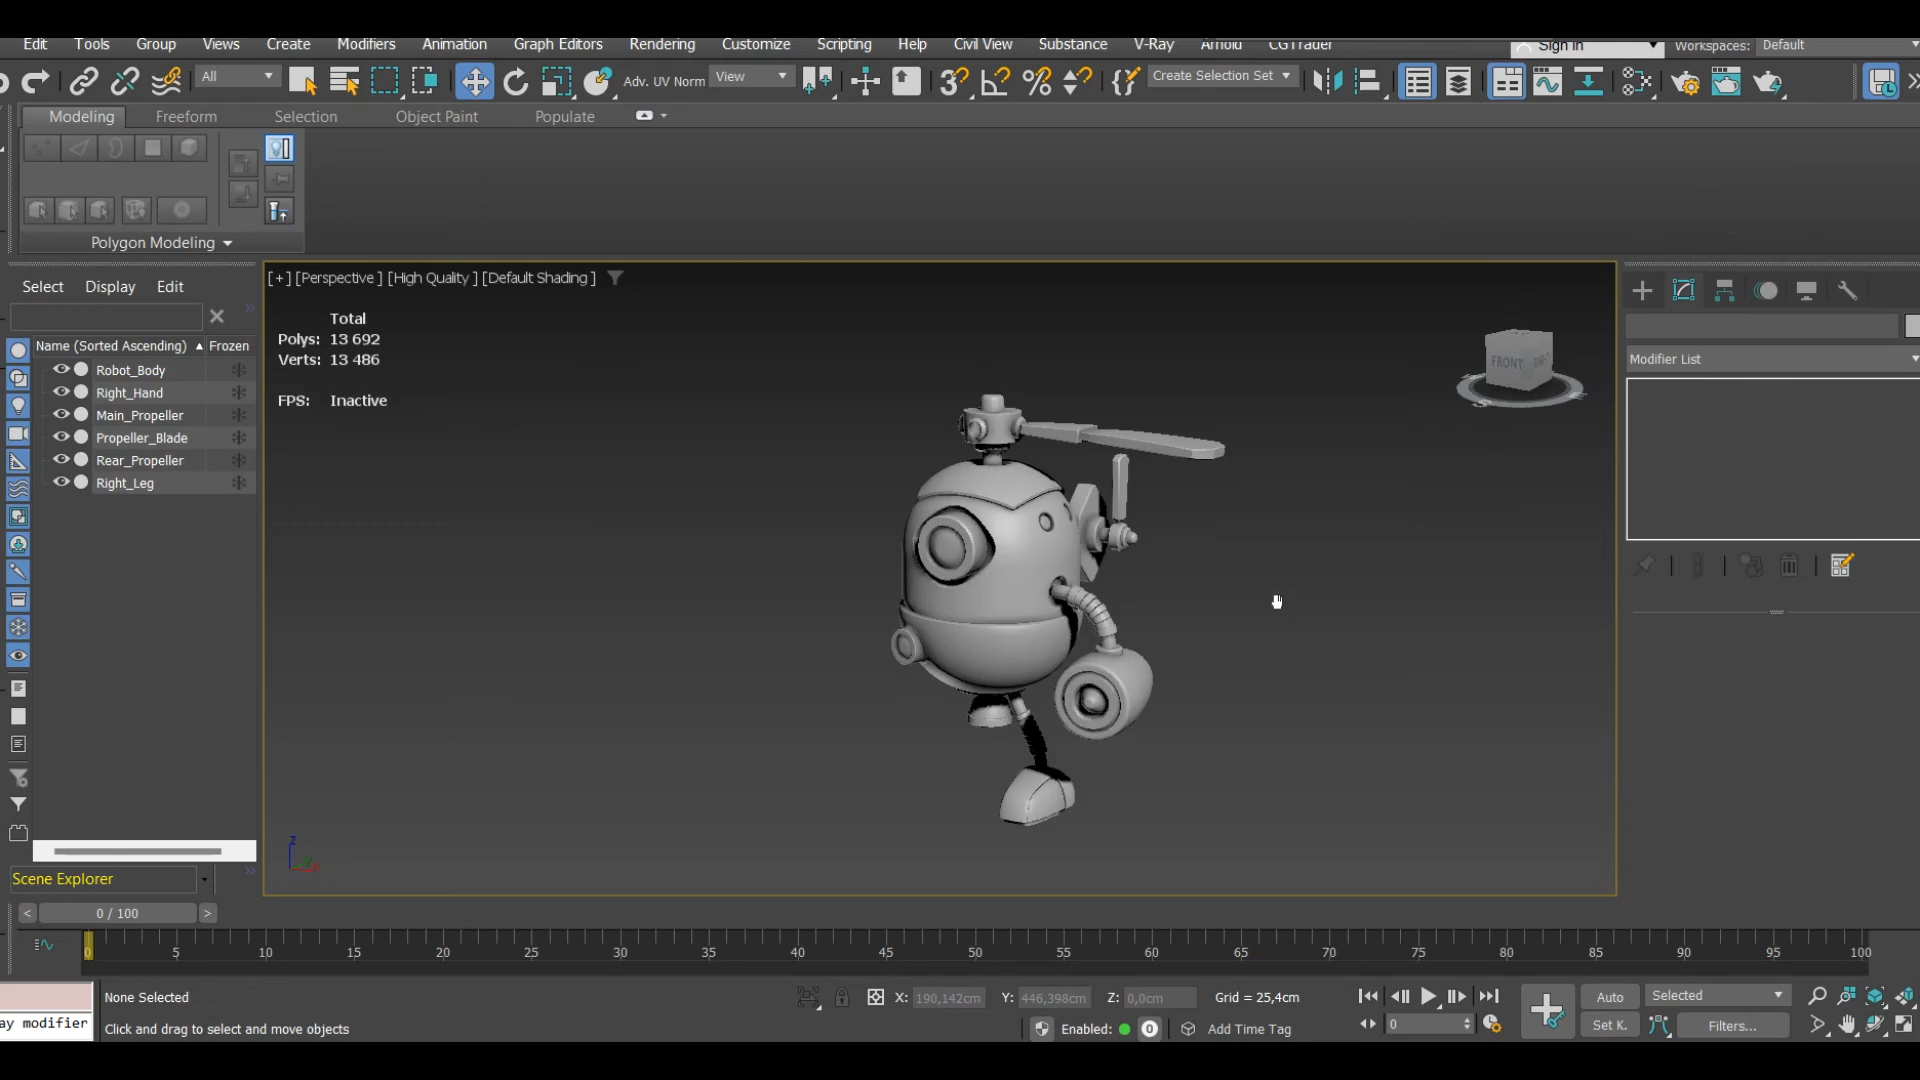 Edit Tools Group Views Create Modifiers Animation Graph Editors Rendering Customize Scripting Help Civil View Substance V-Ray Arnold CGTrader Sign In Workspaces: Default
All Adv. UV Norm View Create Selection Set
Modeling Freeform Selection Object Paint Populate
Polygon Modeling
Select Display Edit
[+] [Perspective ] [High Quality ] [Default Shading ]
Name (Sorted Ascending) Frozen
Robot_Body
Right_Hand
Main_Propeller
Propeller_Blade
Rear_Propeller
Right_Leg
Total
Polys: 13 692
Verts: 13 486
FPS: Inactive
FRONT
Modifier List
z
x
Scene Explorer
< 0 / 100 >
0 5 10 15 20 25 30 35 40 45 50 55 60 65 70 75 80 85 90 95 100
None Selected X: 190,142cm Y: 446,398cm Z: 0,0cm Grid = 25,4cm Auto Selected
ay modifier Click and drag to select and move objects Enabled: 0 Add Time Tag 0 Set K. Filters...